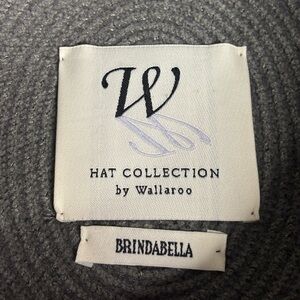 W
HAT COLLECTION
by Wallaroo
BRINDABELLA